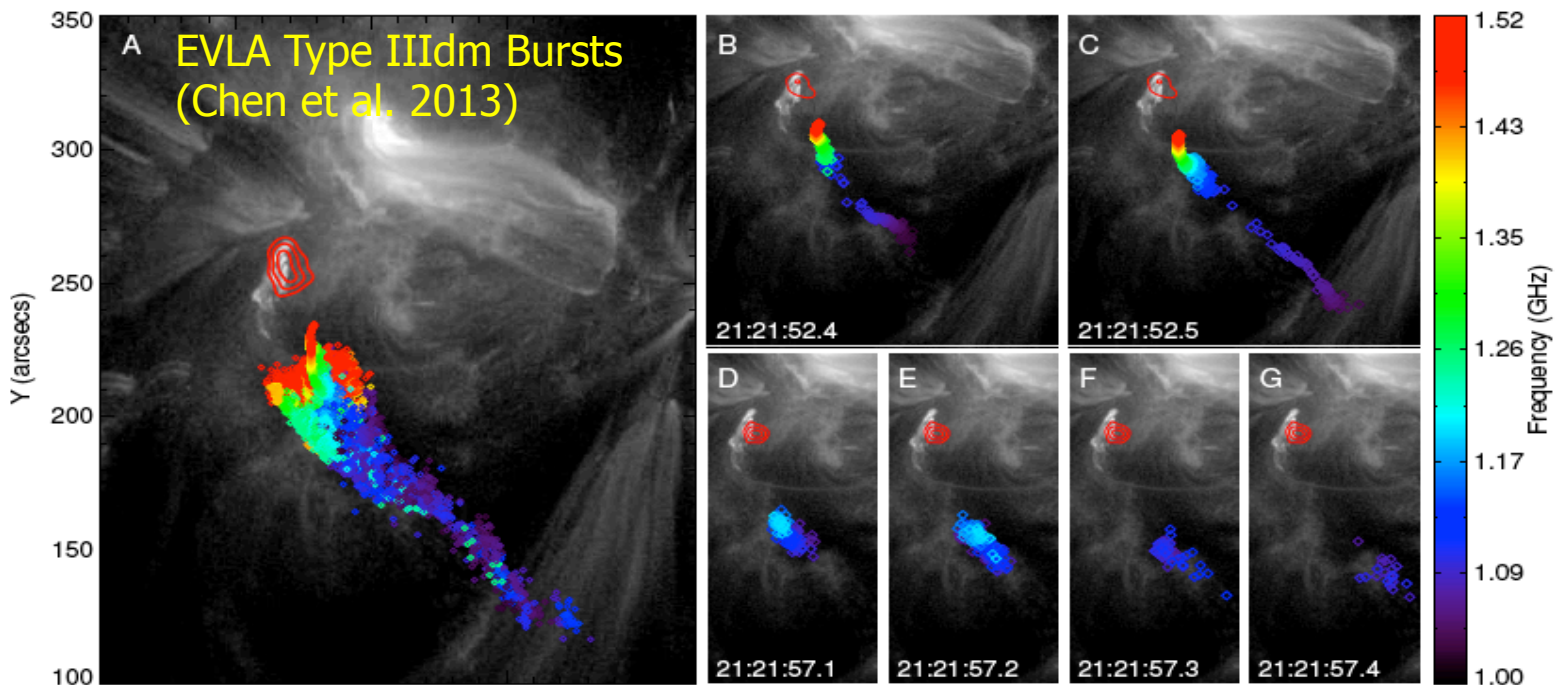 350
300
250
200
150
100
Y (arcsecs)
A
EVLA Type IIIdm Bursts
(Chen et al. 2013)
B
21:21:52.4
C
21:21:52.5
D
21:21:57.1
E
21:21:57.2
F
21:21:57.3
G
21:21:57.4
1.52
1.43
1.35
1.26
1.17
1.09
1.00
Frequency (GHz)